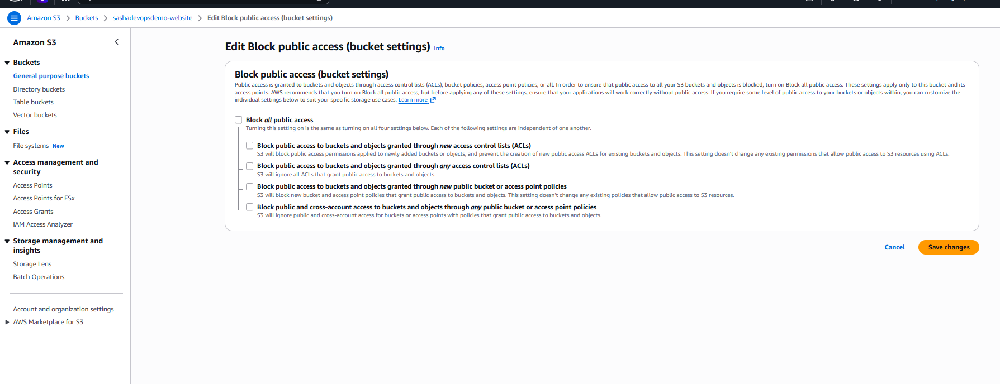 Amazon S3 > Buckets > sashadevopsdemo-website > Edit Block public access (bucket settings)
Amazon S3
Buckets
General purpose buckets
Directory buckets
Table buckets
Vector buckets
Files
File systems New
Access management and
security
Access Points
Access Points for FSx
Access Grants
IAM Access Analyzer
Storage management and
insights
Storage Lens
Batch Operations
Account and organization settings
AWS Marketplace for S3
Edit Block public access (bucket settings) Info
Block public access (bucket settings)
Public access is granted to buckets and objects through access control lists (ACLs), bucket policies, access point policies, or all. In order to ensure that public access to all your S3 buckets and objects is blocked, turn on Block all public access. These settings apply only to this bucket and its
access points. AWS recommends that you turn on Block all public access, but before applying any of these settings, ensure that your applications will work correctly without public access. If you require some level of public access to your buckets or objects within, you can customize the
individual settings below to suit your specific storage use cases. Learn more
Block all public access
Turning this setting on is the same as turning on all four settings below. Each of the following settings are independent of one another.
Block public access to buckets and objects granted through new access control lists (ACLs)
S3 will block public access permissions applied to newly added buckets or objects, and prevent the creation of new public access ACLs for existing buckets and objects. This setting doesn't change any existing permissions that allow public access to S3 resources using ACLs.
Block public access to buckets and objects granted through any access control lists (ACLs)
S3 will ignore all ACLs that grant public access to buckets and objects.
Block public access to buckets and objects granted through new public bucket or access point policies
S3 will block new bucket and access point policies that grant public access to buckets and objects. This setting doesn't change any existing policies that allow public access to S3 resources.
Block public and cross-account access to buckets and objects through any public bucket or access point policies
S3 will ignore public and cross-account access for buckets or access points with policies that grant public access to buckets and objects.
Cancel
Save changes